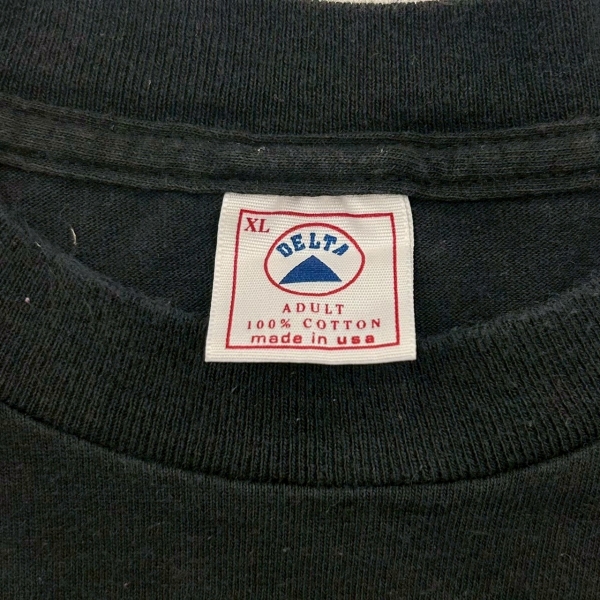 XL
DELTA
ADULT
100% COTTON
made in usa